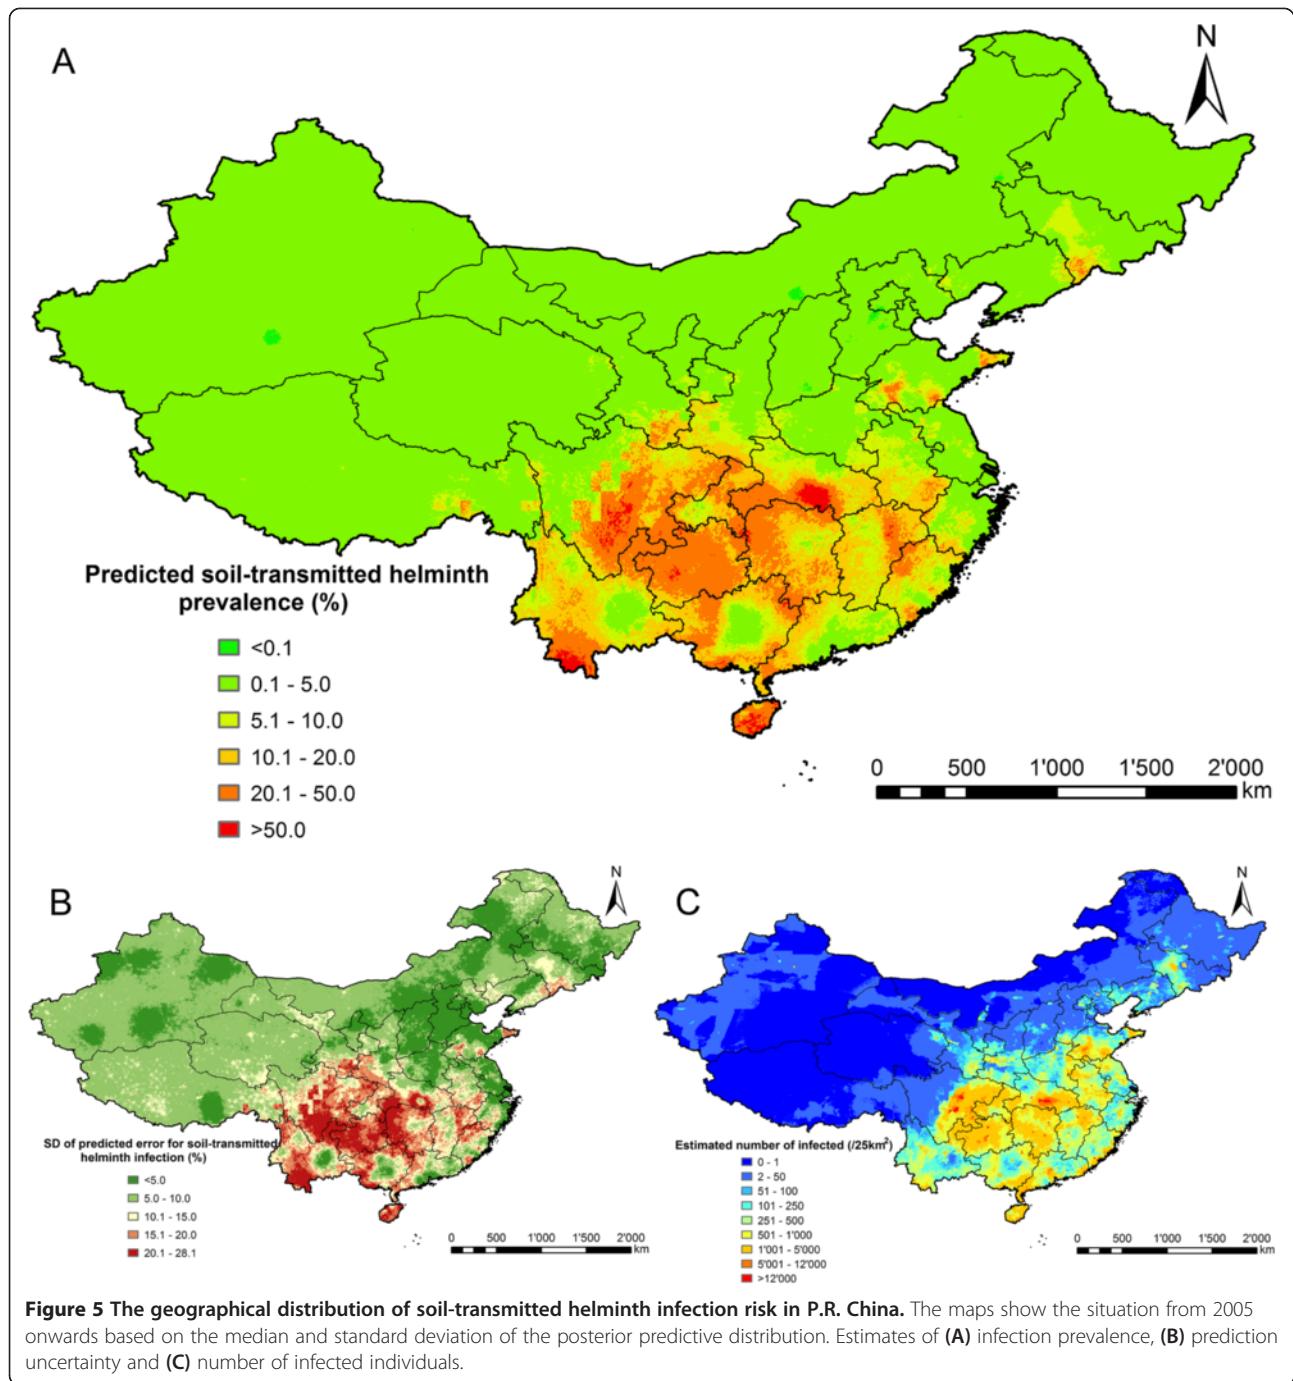 A
N
Predicted soil-transmitted helminth
prevalence (%)
<0.1
0.1 - 5.0
5.1 - 10.0
10.1 - 20.0
20.1 - 50.0
>50.0
0 500 1'000 1'500 2'000
km
B
N
SD of predicted error for soil-transmitted
helminth infection (%)
<5.0
5.0 - 10.0
10.1 - 15.0
15.1 - 20.0
20.1 - 28.1
0 500 1'000 1'500 2'000
km
C
N
Estimated number of infected (/25km²)
0 - 1
2 - 50
51 - 100
101 - 250
251 - 500
501 - 1'000
1'001 - 5'000
5'001 - 12'000
>12'000
0 500 1'000 1'500 2'000
km
Figure 5 The geographical distribution of soil-transmitted helminth infection risk in P.R. China. The maps show the situation from 2005
onwards based on the median and standard deviation of the posterior predictive distribution. Estimates of (A) infection prevalence, (B) prediction
uncertainty and (C) number of infected individuals.